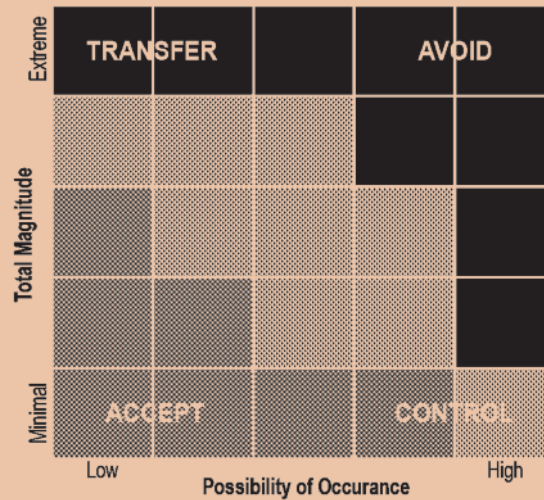 Extreme
TRANSFER
AVOID
Total Magnitude
Minimal
ACCEPT
CONTROL
Low
High
Possibility of Occurance